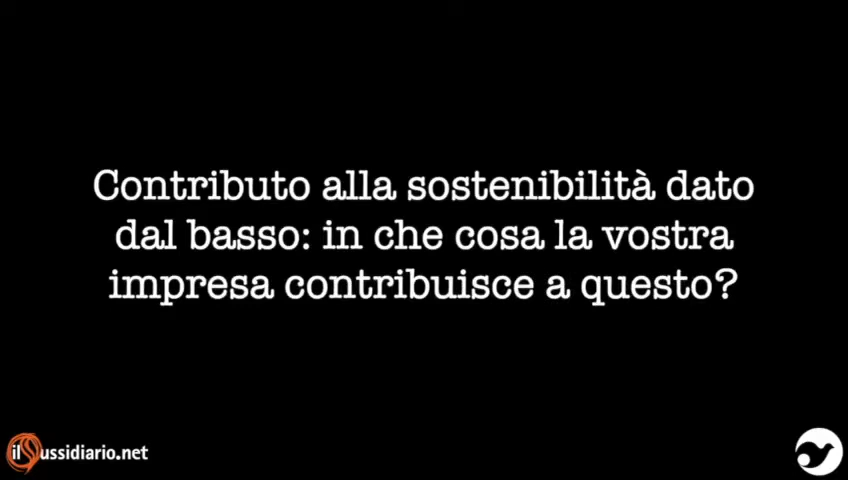 Contributo alla sostenibilità dato
dal basso: in che cosa la vostra
impresa contribuisce a questo?
ilSussidiario.net